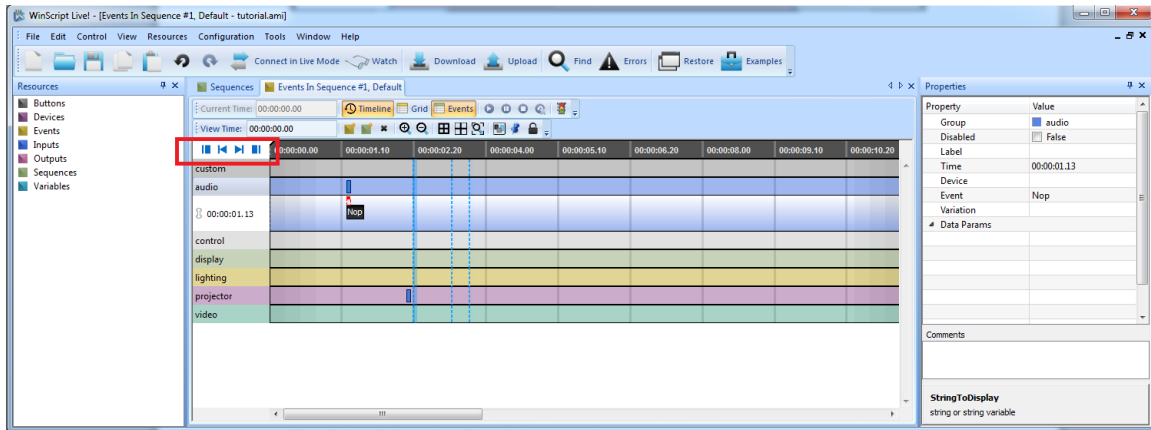 WinScript Live! - [Events In Sequence #1, Default - tutorial.ami]
File Edit Control View Resources Configuration Tools Window Help
Connect in Live Mode Watch Download Upload Find Errors Restore Examples
Resources
Buttons
Devices
Events
Inputs
Outputs
Sequences
Variables
Sequences Events In Sequence #1, Default
Current Time: 00:00:00.00 Timeline Grid Events
View Time: 00:00:00.00
0:00:00.00 00:00:01.10 00:00:02.20 00:00:04.00 00:00:05.10 00:00:06.20 00:00:08.00 00:00:09.10 00:00:10.20
custom
audio
00:00:01.13 Nop
control
display
lighting
projector
video
Properties
Property Value
Group audio
Disabled False
Label
Time 00:00:01.13
Device
Event Nop
Variation
Data Params
Comments
StringToDisplay
string or string variable